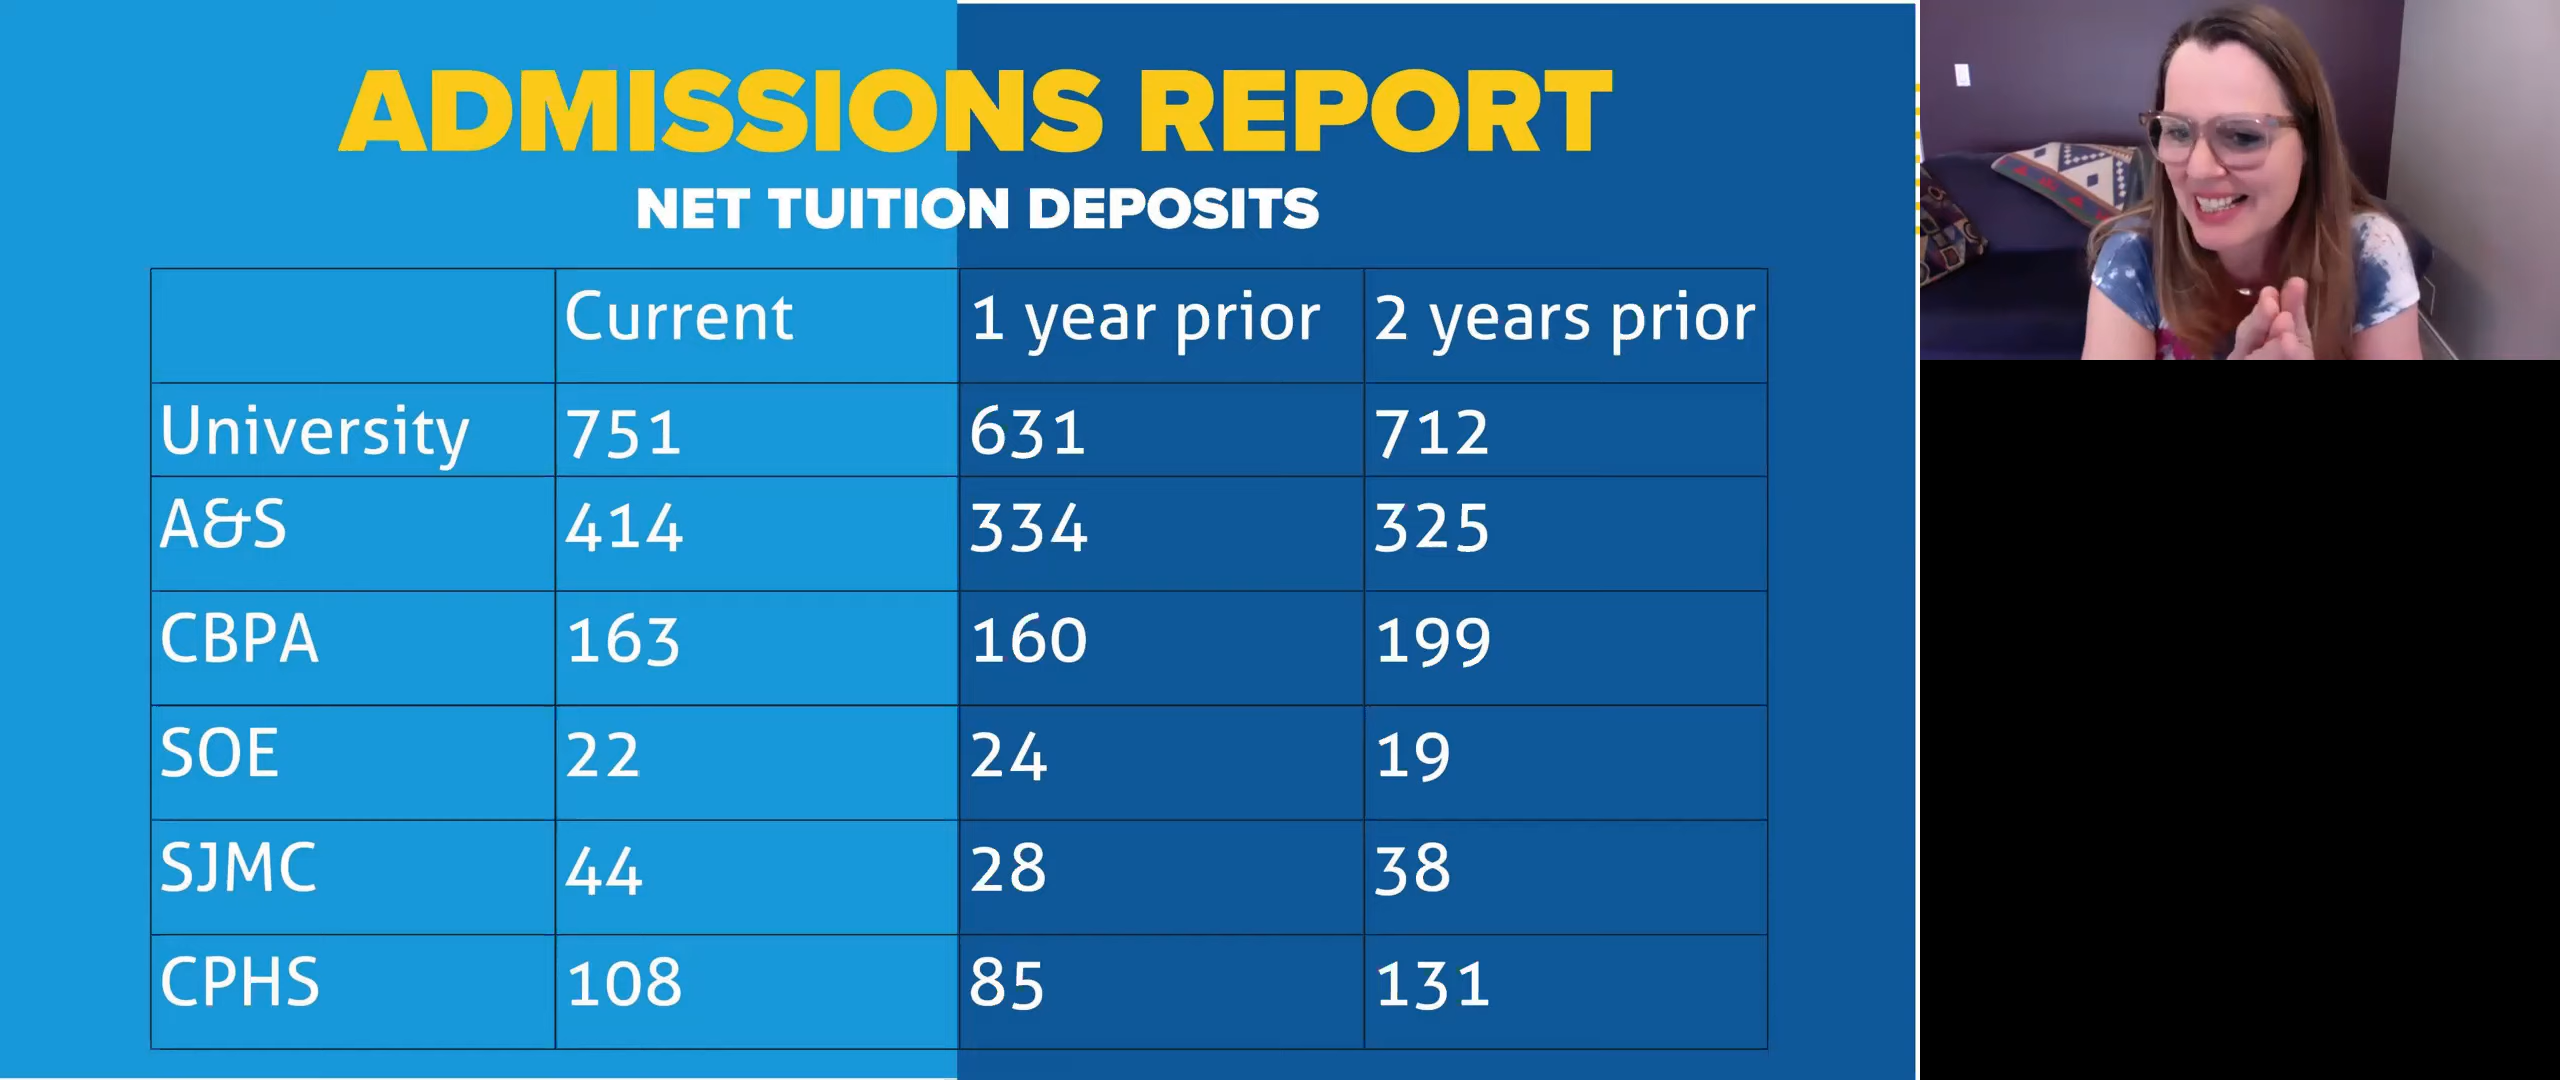 ADMISSIONS REPORT
NET TUITION DEPOSITS
Current 1 year prior 2 years prior
University 751 631 712
A&S 414 334 325
CBPA 163 160 199
SOE 22 24 19
SJMC 44 28 38
CPHS 108 85 131